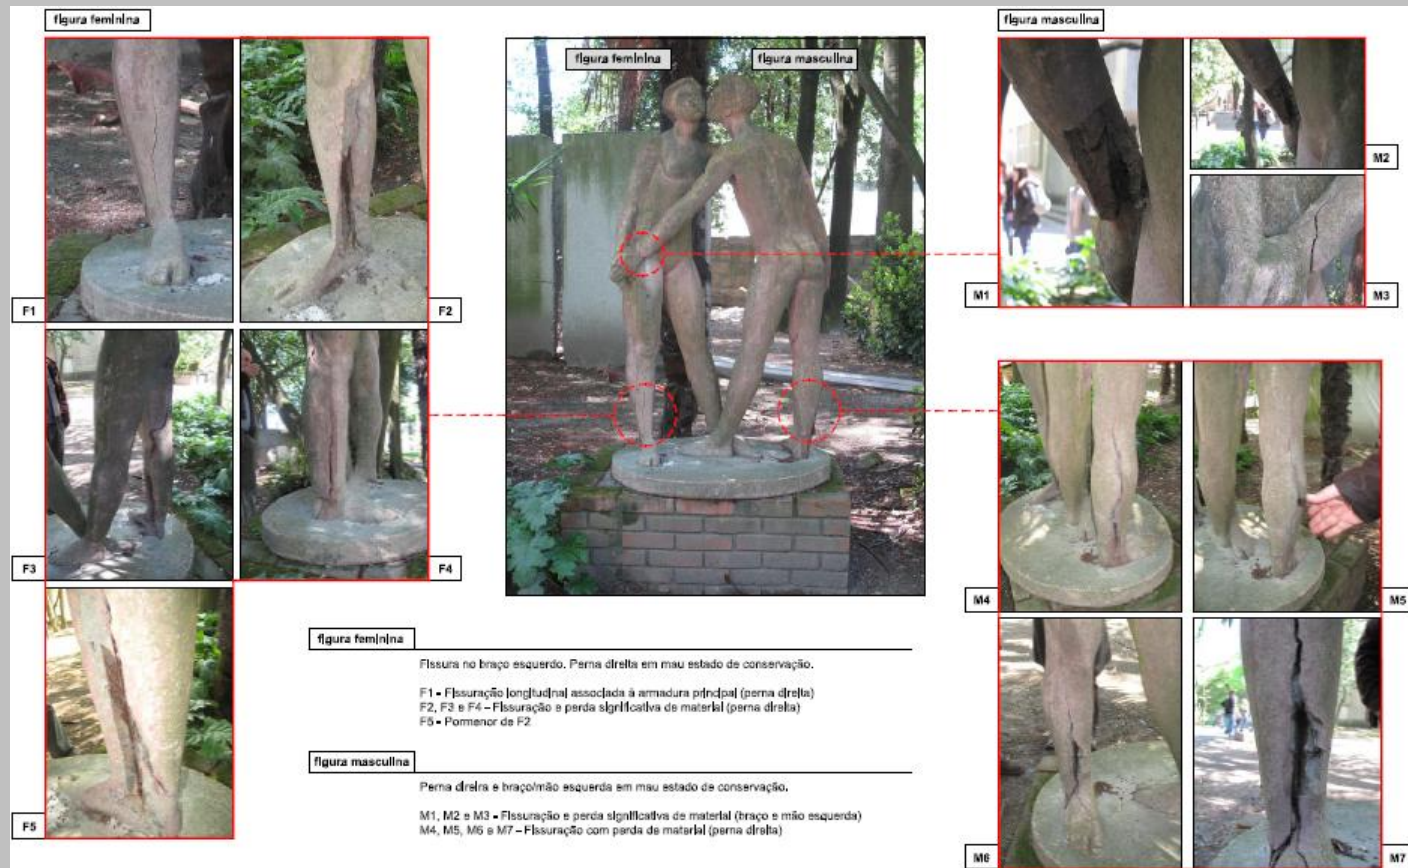 figura feminina
F1
F2
F3
F4
F5
figura feminina
figura masculina
figura masculina
M1
M2
M3
M4
M5
M6
M7
figura feminina
Fissura no braço esquerdo. Perna direita em mau estado de conservação.
F1 - Fissuração longitudinal associada à armadura principal (perna direita)
F2, F3 e F4 – Fissuração e perda significativa de material (perna direita)
F5 - Pormenor de F2
figura masculina
Perna direira e braço/mão esquerda em mau estado de conservação.
M1, M2 e M3 - Fissuração e perda significativa de material (braço e mão esquerda)
M4, M5, M6 e M7 – Fissuração com perda de material (perna direita)